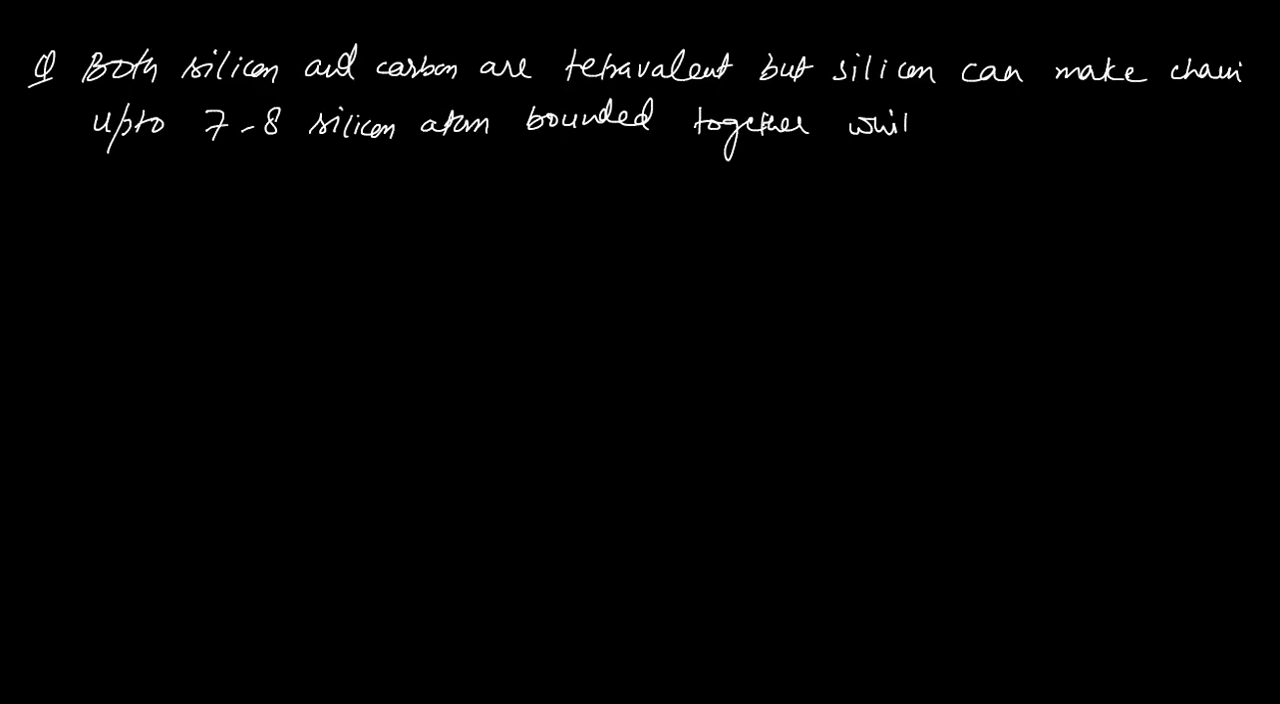 Q Both silicon and carbon are tetravalent but silicon can make chain
upto 7-8 silicon atom bounded together whil